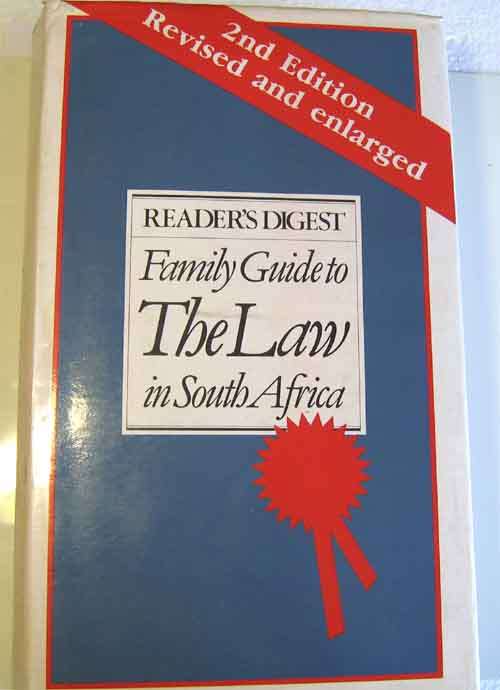 2nd Edition
Revised and enlarged
READER'S DIGEST
Family Guide to
The Law
in South Africa